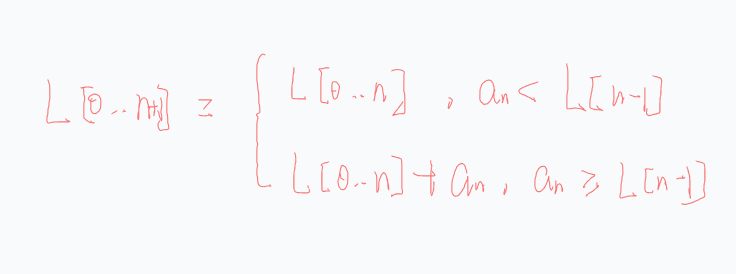 L[0..n+1] = { L[0..n] , aₙ < L[n-1]
L[0..n] + aₙ , aₙ ≥ L[n-1]